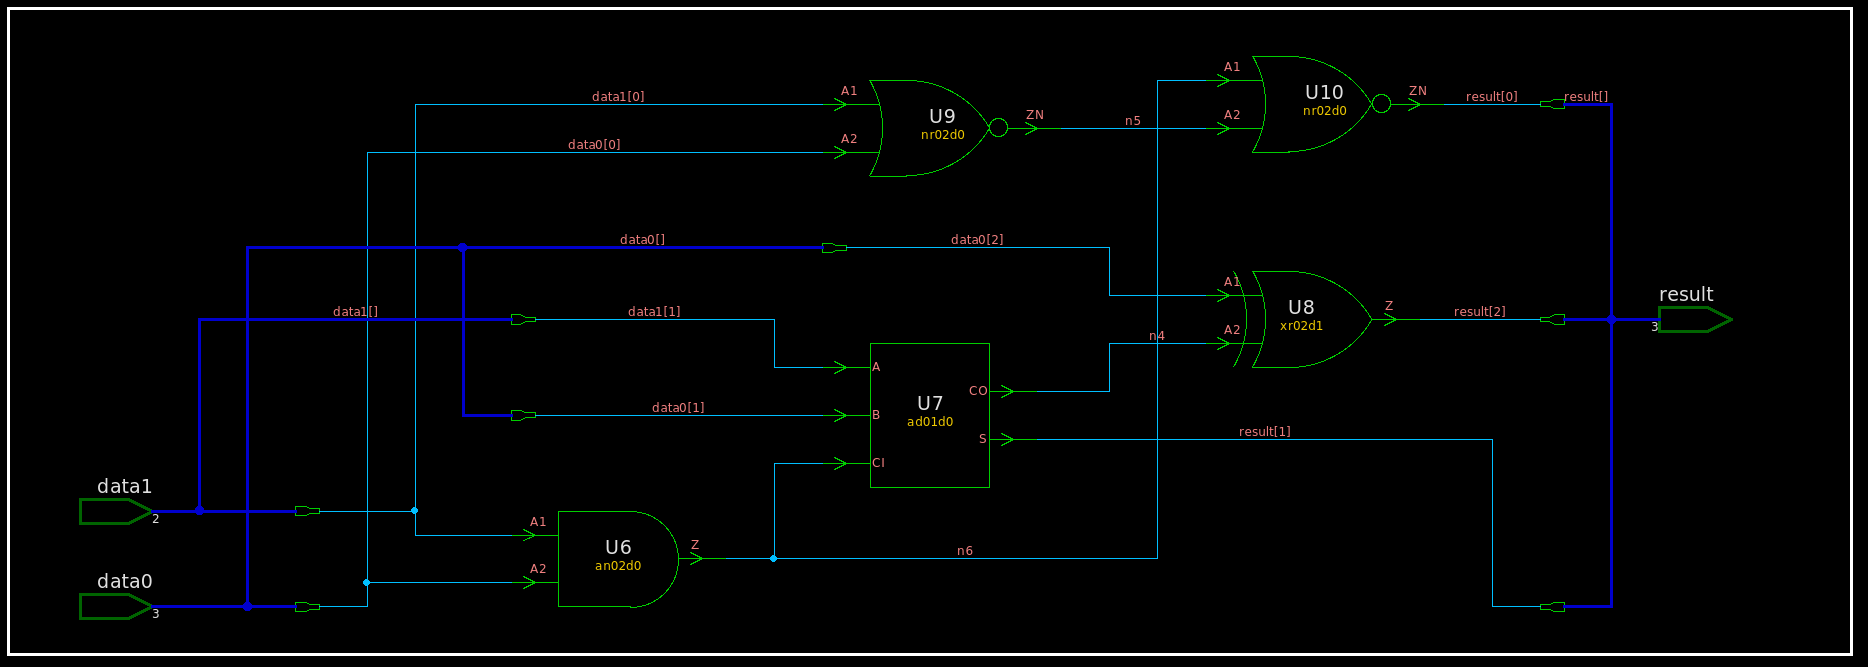 A1
U10
nr02d0
A2
ZN
result[0]
result[]
data1[0]
A1
U9
nr02d0
ZN
n5
data0[0]
A2
data0[]
data0[2]
A1
U8
xr02d1
A2
Z
result[2]
result
3
data1[]
data1[1]
n4
A
U7
ad01d0
CO
data0[1]
B
S
result[1]
CI
data1
2
A1
U6
an02d0
A2
Z
n6
data0
3